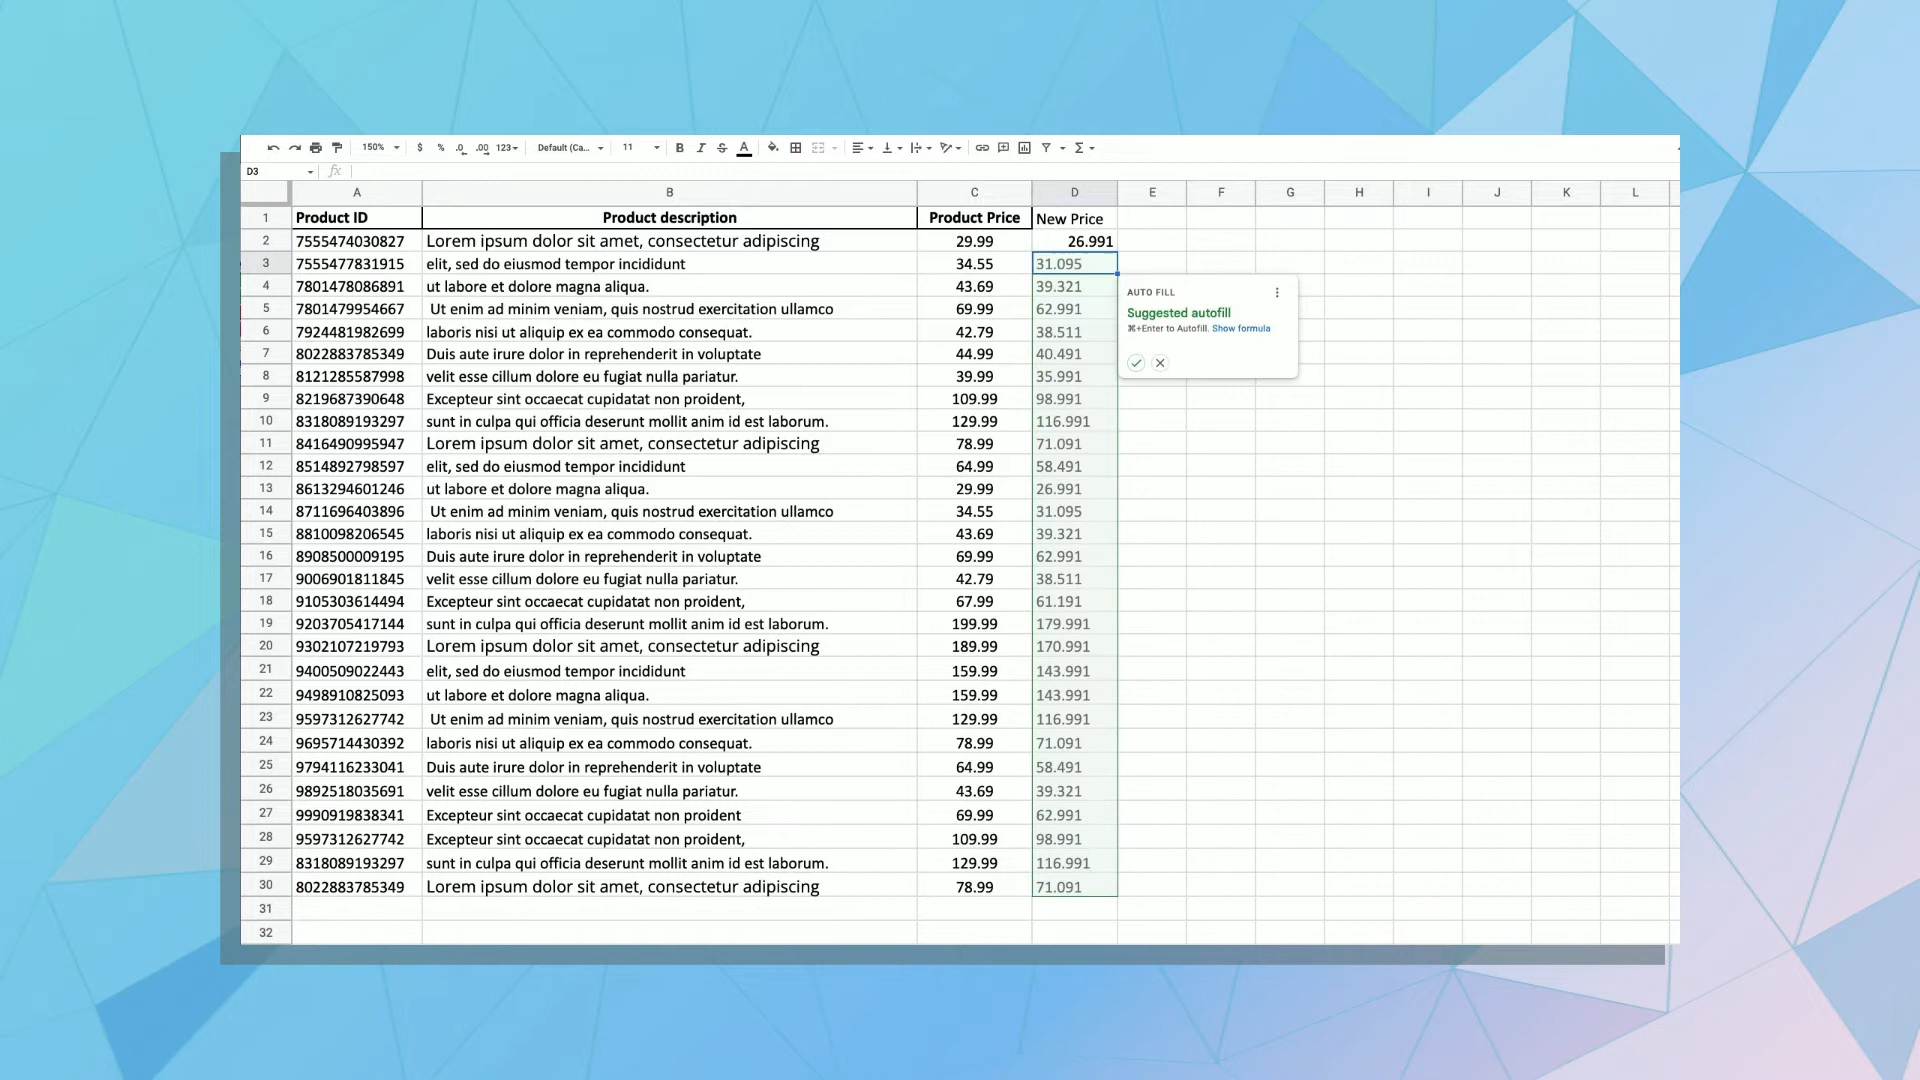 150% $ % .0 .00 123 Default (Ca... 11 B I S A Σ
D3 fx
A B C D E F G H I J K L
1 Product ID Product description Product Price New Price
2 7555474030827 Lorem ipsum dolor sit amet, consectetur adipiscing 29.99 26.991
3 7555477831915 elit, sed do eiusmod tempor incididunt 34.55 31.095
4 7801478086891 ut labore et dolore magna aliqua. 43.69 39.321
AUTO FILL
5 7801479954667 Ut enim ad minim veniam, quis nostrud exercitation ullamco 69.99 62.991
Suggested autofill
6 7924481982699 laboris nisi ut aliquip ex ea commodo consequat. 42.79 38.511
⌘+Enter to Autofill. Show formula
7 8022883785349 Duis aute irure dolor in reprehenderit in voluptate 44.99 40.491
8 8121285587998 velit esse cillum dolore eu fugiat nulla pariatur. 39.99 35.991
9 8219687390648 Excepteur sint occaecat cupidatat non proident, 109.99 98.991
10 8318089193297 sunt in culpa qui officia deserunt mollit anim id est laborum. 129.99 116.991
11 8416490995947 Lorem ipsum dolor sit amet, consectetur adipiscing 78.99 71.091
12 8514892798597 elit, sed do eiusmod tempor incididunt 64.99 58.491
13 8613294601246 ut labore et dolore magna aliqua. 29.99 26.991
14 8711696403896 Ut enim ad minim veniam, quis nostrud exercitation ullamco 34.55 31.095
15 8810098206545 laboris nisi ut aliquip ex ea commodo consequat. 43.69 39.321
16 8908500009195 Duis aute irure dolor in reprehenderit in voluptate 69.99 62.991
17 9006901811845 velit esse cillum dolore eu fugiat nulla pariatur. 42.79 38.511
18 9105303614494 Excepteur sint occaecat cupidatat non proident, 67.99 61.191
19 9203705417144 sunt in culpa qui officia deserunt mollit anim id est laborum. 199.99 179.991
20 9302107219793 Lorem ipsum dolor sit amet, consectetur adipiscing 189.99 170.991
21 9400509022443 elit, sed do eiusmod tempor incididunt 159.99 143.991
22 9498910825093 ut labore et dolore magna aliqua. 159.99 143.991
23 9597312627742 Ut enim ad minim veniam, quis nostrud exercitation ullamco 129.99 116.991
24 9695714430392 laboris nisi ut aliquip ex ea commodo consequat. 78.99 71.091
25 9794116233041 Duis aute irure dolor in reprehenderit in voluptate 64.99 58.491
26 9892518035691 velit esse cillum dolore eu fugiat nulla pariatur. 43.69 39.321
27 9990919838341 Excepteur sint occaecat cupidatat non proident 69.99 62.991
28 9597312627742 Excepteur sint occaecat cupidatat non proident, 109.99 98.991
29 8318089193297 sunt in culpa qui officia deserunt mollit anim id est laborum. 129.99 116.991
30 8022883785349 Lorem ipsum dolor sit amet, consectetur adipiscing 78.99 71.091
31
32